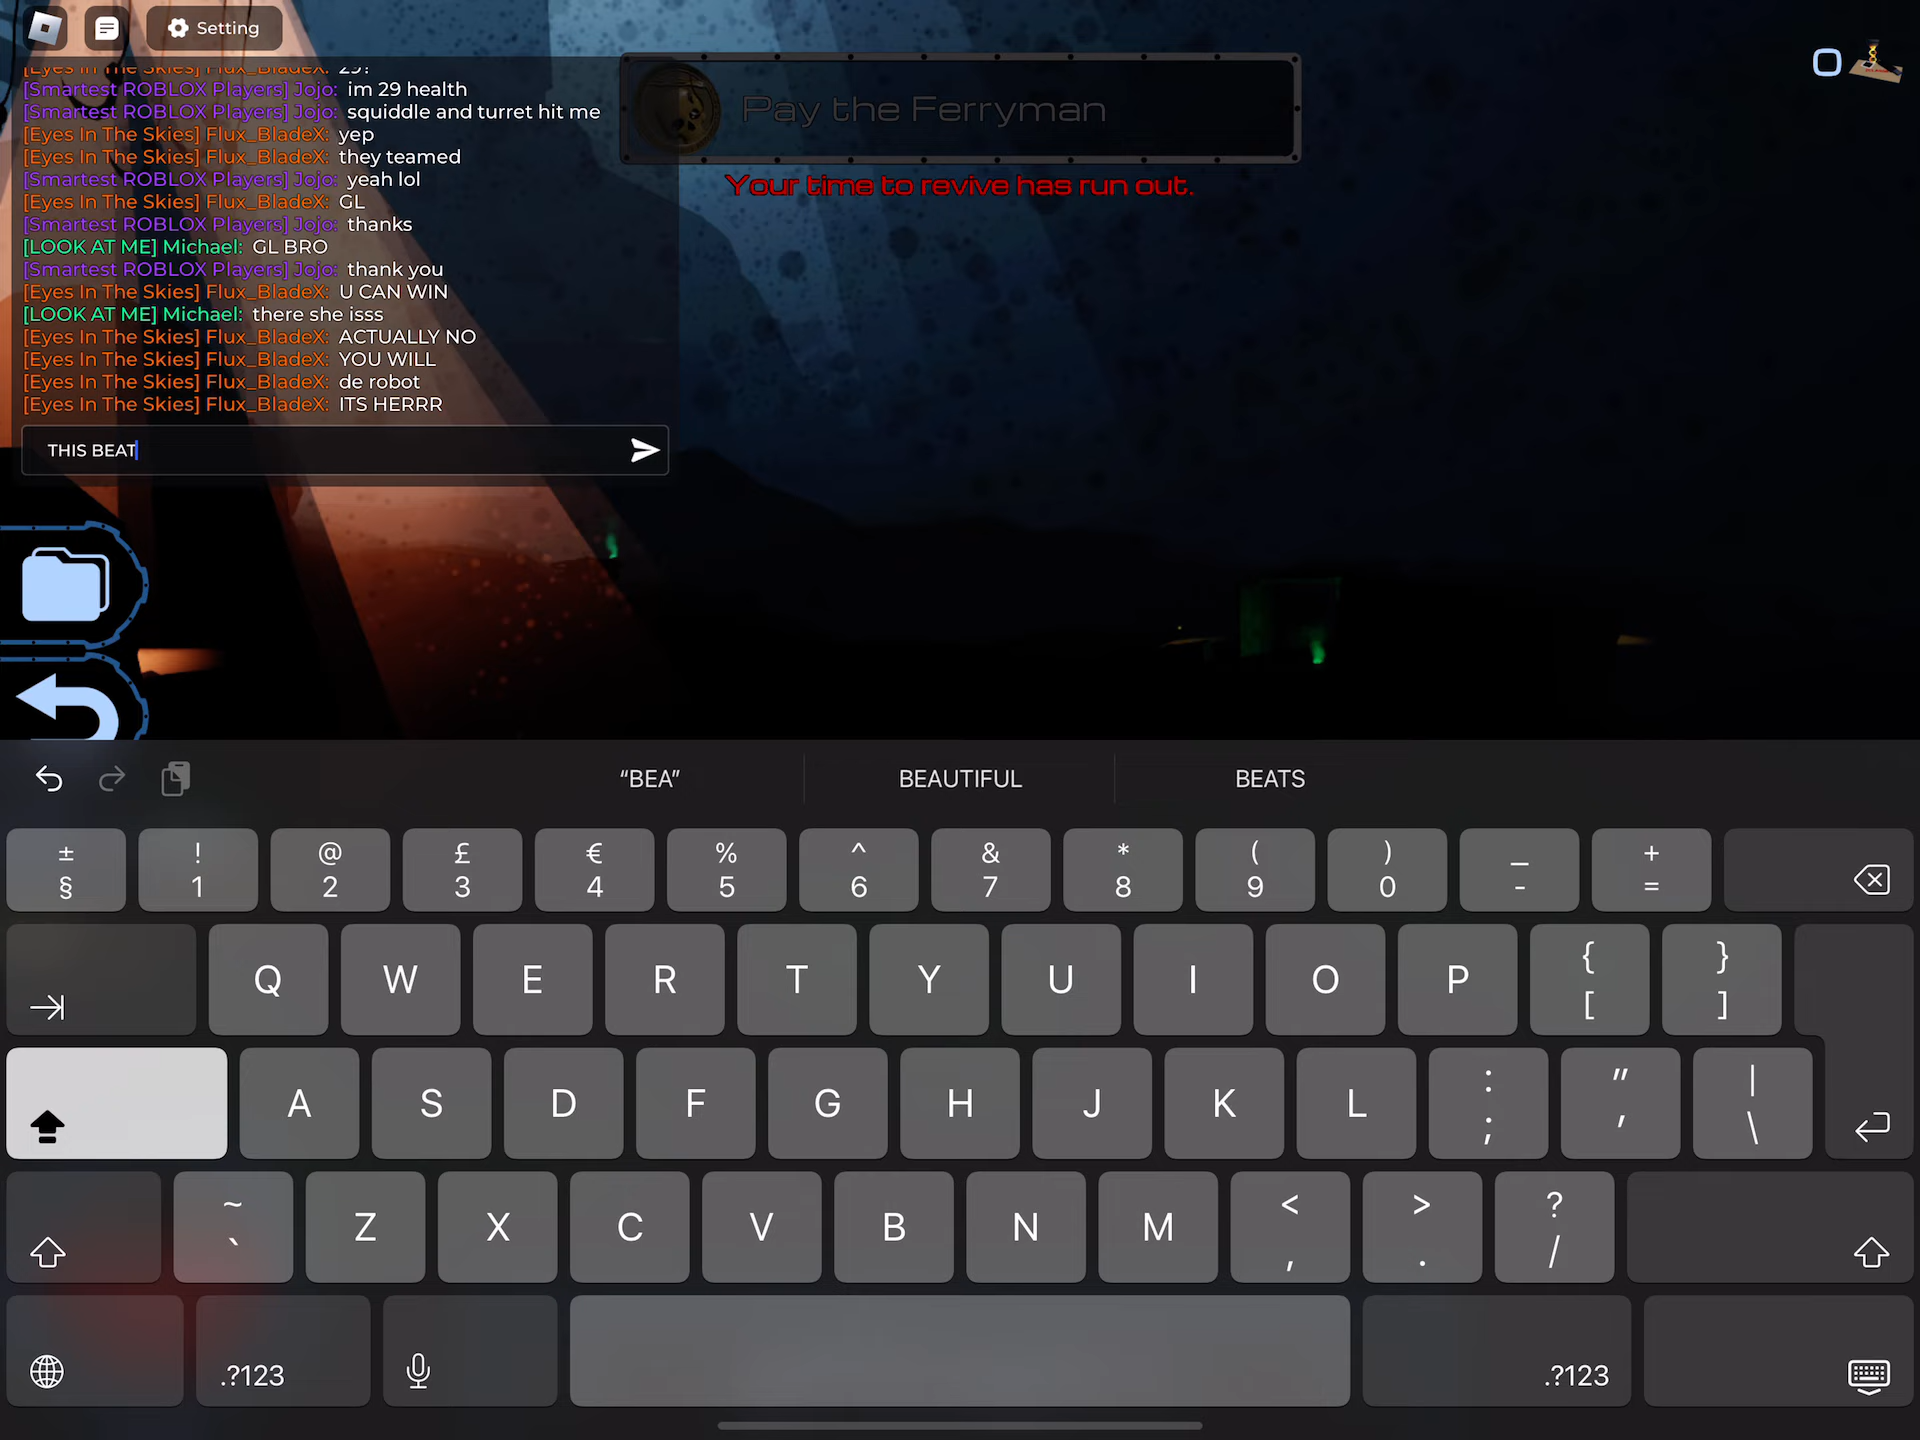 Setting
[Eyes In The Skies] Flux_BladeX: 29?
[Smartest ROBLOX Players] Jojo: im 29 health
[Smartest ROBLOX Players] Jojo: squiddle and turret hit me
[Eyes In The Skies] Flux_BladeX: yep
[Eyes In The Skies] Flux_BladeX: they teamed
[Smartest ROBLOX Players] Jojo: yeah lol
[Eyes In The Skies] Flux_BladeX: GL
[Smartest ROBLOX Players] Jojo: thanks
[LOOK AT ME] Michael: GL BRO
[Smartest ROBLOX Players] Jojo: thank you
[Eyes In The Skies] Flux_BladeX: U CAN WIN
[LOOK AT ME] Michael: there she isss
[Eyes In The Skies] Flux_BladeX: ACTUALLY NO
[Eyes In The Skies] Flux_BladeX: YOU WILL
[Eyes In The Skies] Flux_BladeX: de robot
[Eyes In The Skies] Flux_BladeX: ITS HERRR
THIS BEAT
Pay the Ferryman
Your time to revive has run out.
“BEA” BEAUTIFUL BEATS
± ! @ £ € % ^ & * ( ) _ +
§ 1 2 3 4 5 6 7 8 9 0 - =
Q W E R T Y U I O P { }
[ ]
A S D F G H J K L : " |
; ' \
~ Z X C V B N M < > ?
` , . /
.?123 .?123